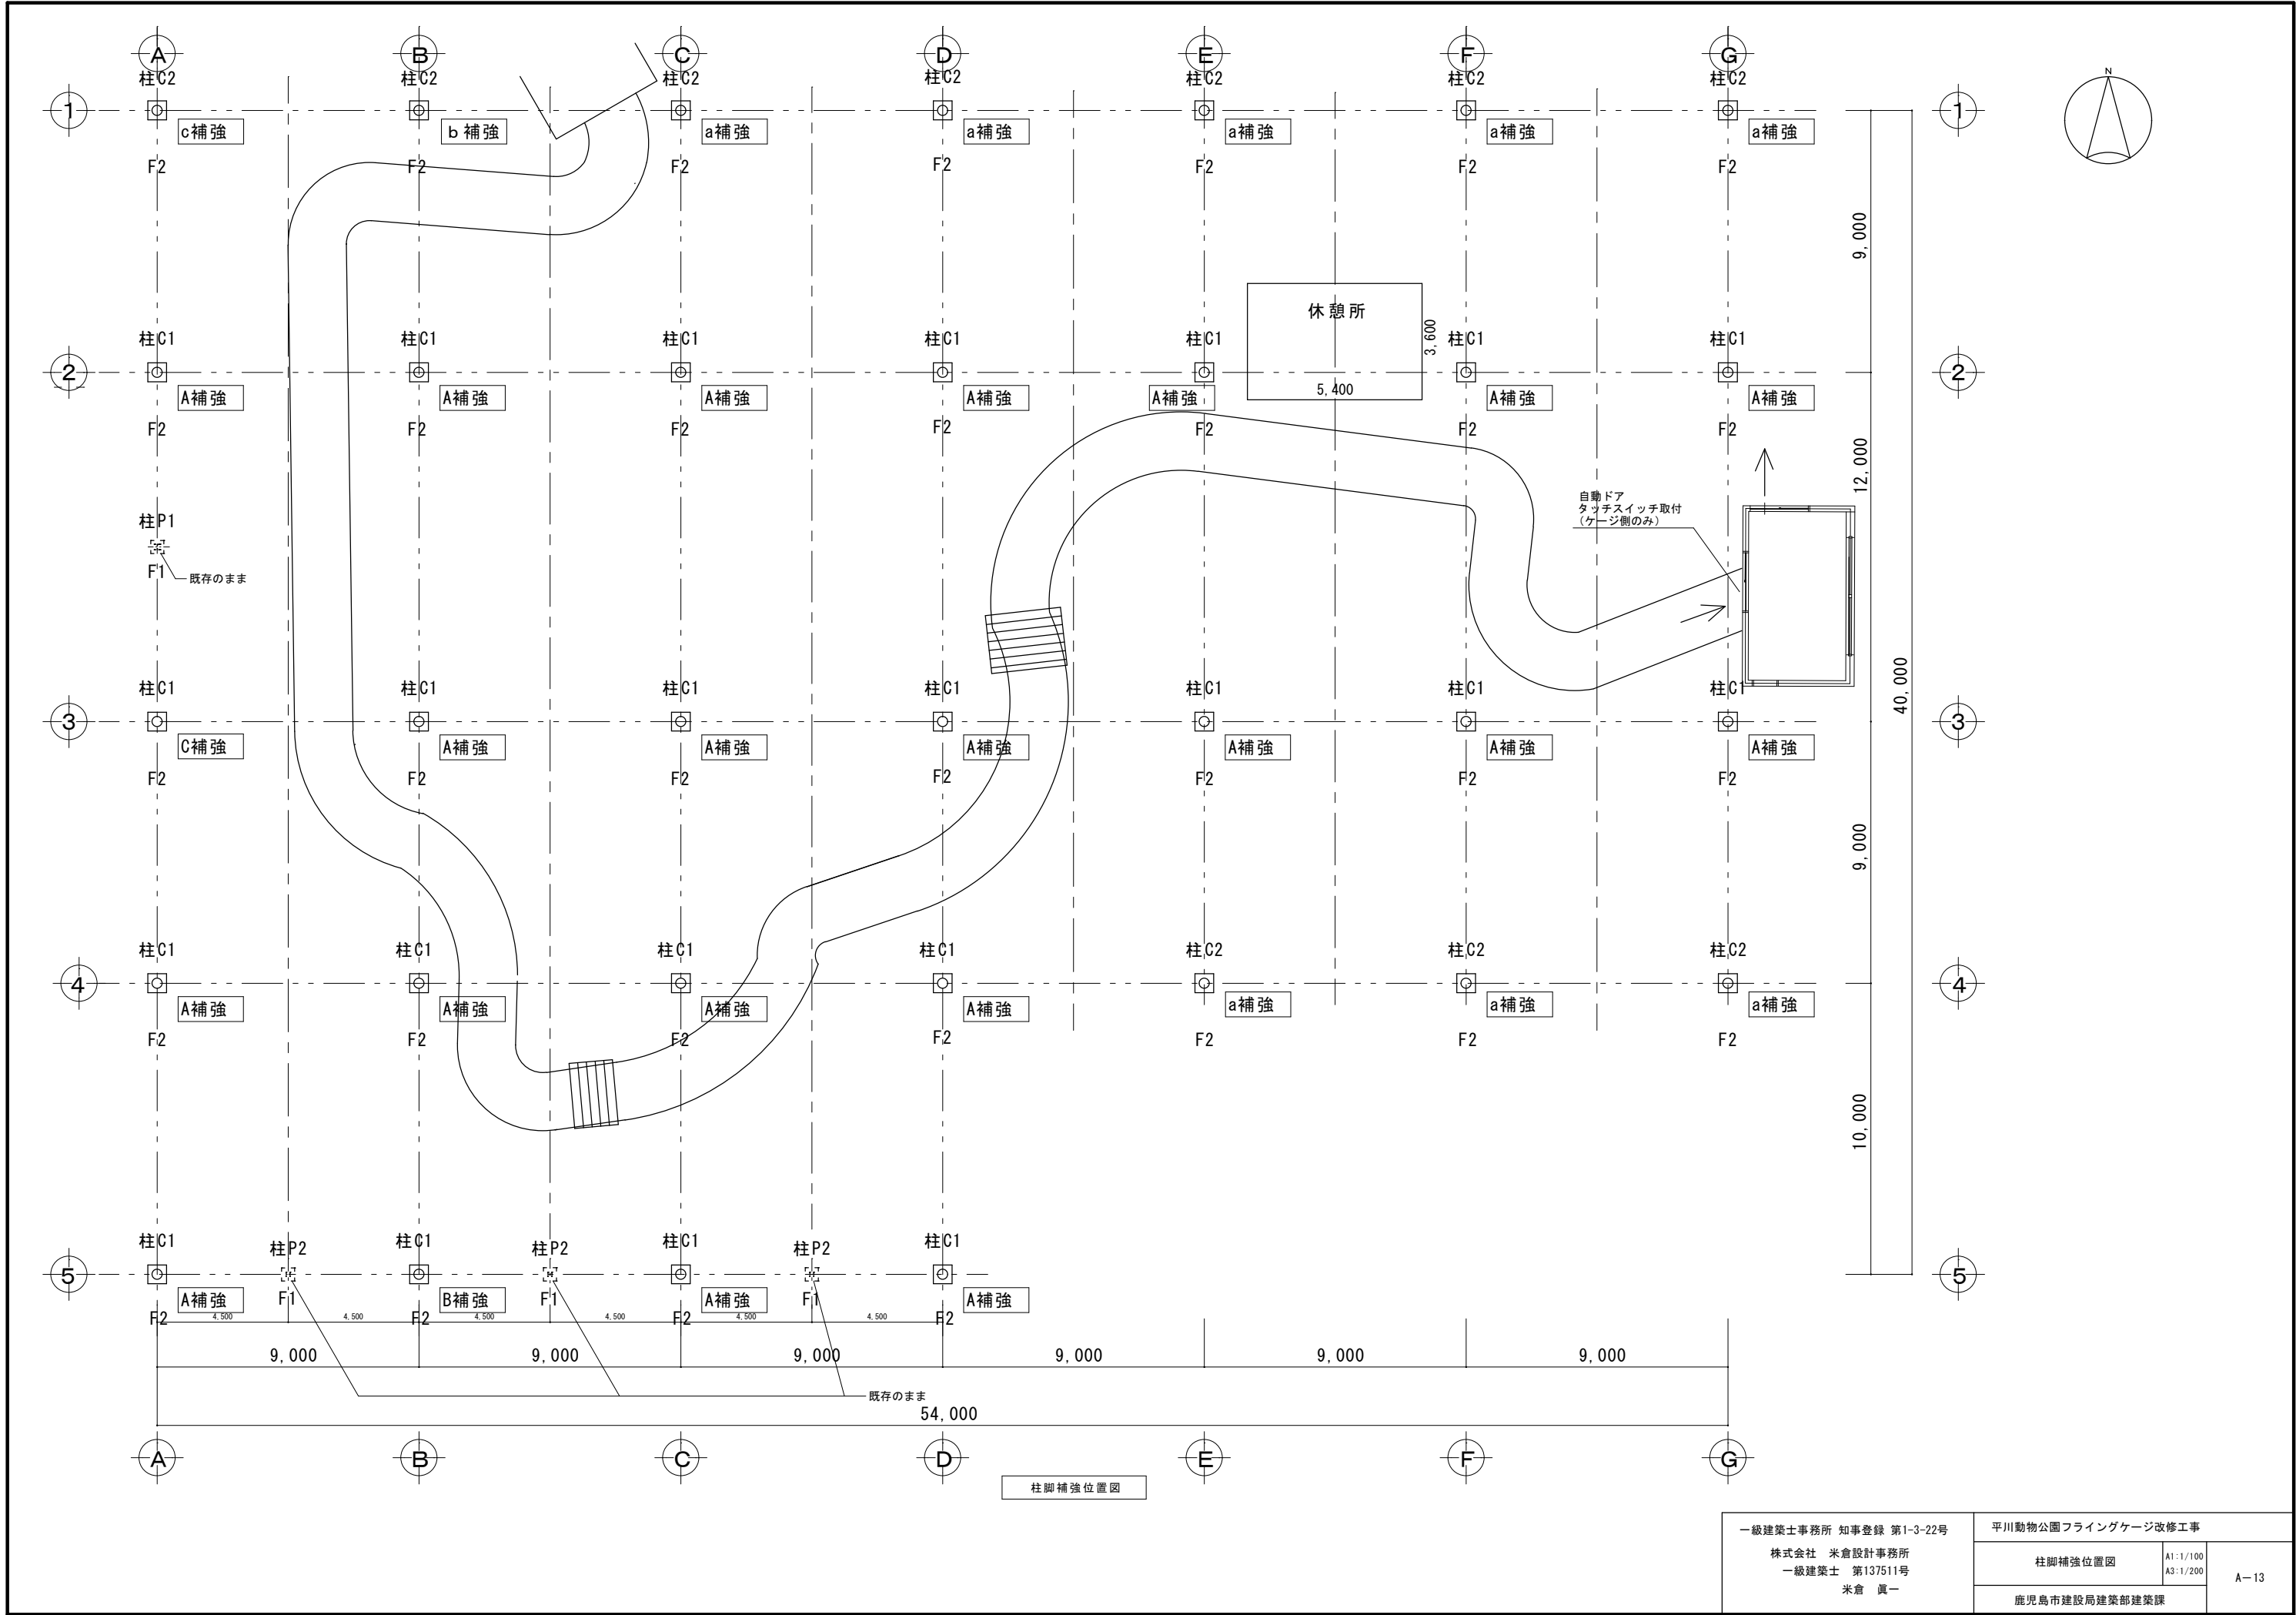 A B C D E F G
N
柱C2 柱C2 柱C2 柱C2 柱C2 柱C2 柱C2
1 1
c補強 b補強 a補強 a補強 a補強 a補強 a補強
F2 F2 F2 F2 F2 F2 F2
9,000
休憩所
3,600
柱C1 柱C1 柱C1 柱C1 柱C1 柱C1 柱C1
2 2
5,400
A補強 A補強 A補強 A補強 A補強 A補強 A補強
F2 F2 F2 F2 F2 F2 F2
12,000
自動ドア
タッチスイッチ取付
(ケージ側のみ)
柱P1
F1
既存のまま
40,000
柱C1 柱C1 柱C1 柱C1 柱C1 柱C1 柱C1
3 3
C補強 A補強 A補強 A補強 A補強 A補強 A補強
F2 F2 F2 F2 F2 F2 F2
9,000
柱C1 柱C1 柱C1 柱C1 柱C2 柱C2 柱C2
4 4
A補強 A補強 A補強 A補強 a補強 a補強 a補強
F2 F2 F2 F2 F2 F2 F2
10,000
柱C1 柱P2 柱C1 柱P2 柱C1 柱P2 柱C1
5 5
A補強 F1 B補強 F1 A補強 F1 A補強
F2 4,500 4,500 F2 4,500 4,500 F2 4,500 4,500 F2
9,000 9,000 9,000 9,000 9,000 9,000
既存のまま
54,000
A B C D E F G
柱脚補強位置図
一級建築士事務所 知事登録 第1-3-22号
株式会社 米倉設計事務所
一級建築士 第137511号
米倉 眞一
平川動物公園フライングケージ改修工事
柱脚補強位置図
A1:1/100
A3:1/200
A－13
鹿児島市建設局建築部建築課